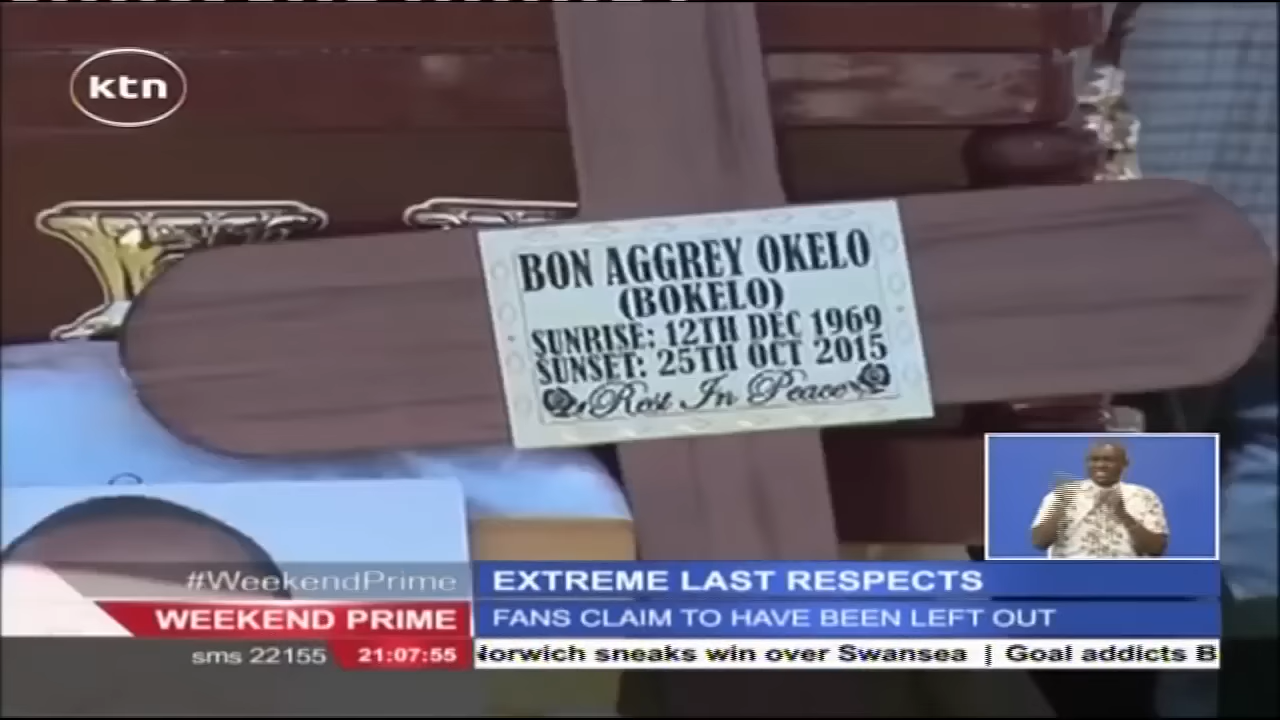 ktn
BON AGGREY OKELO
(BOKELO)
SUNRISE: 12TH DEC 1969
SUNSET: 25TH OCT 2015
Rest In Peace
#WeekendPrime
EXTREME LAST RESPECTS
WEEKEND PRIME
FANS CLAIM TO HAVE BEEN LEFT OUT
sms 22155
21:07:55
Norwich sneaks win over Swansea | Goal addicts B